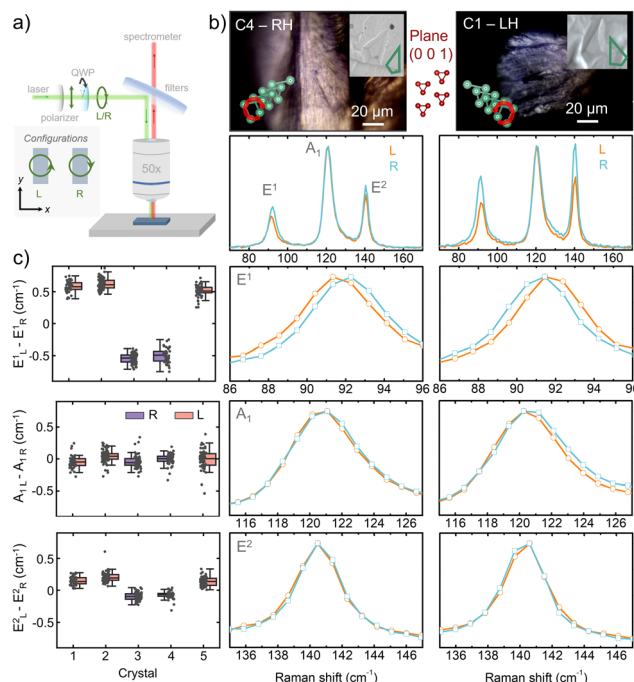 a)
spectrometer
QWP
laser
filters
polarizer
L/R
Configurations
50x
y
L
R
x
b)
C4 – RH
20 µm
Plane
(0 0 1)
C1 – LH
20 µm
A1
L
R
E1
E2
80 100 120 140 160
L
R
80 100 120 140 160
c)
E1L - E1R (cm-1)
0.5
0
-0.5
E1
86 88 90 92 94 96
86 88 90 92 94 96
A1 L - A1 R (cm-1)
0.5
0
-0.5
R
L
A1
116 118 120 122 124 126
116 118 120 122 124 126
E2L - E2R (cm-1)
0.5
0
-0.5
1 2 3 4 5
Crystal
E2
136 138 140 142 144 146
Raman shift (cm-1)
136 138 140 142 144 146
Raman shift (cm-1)